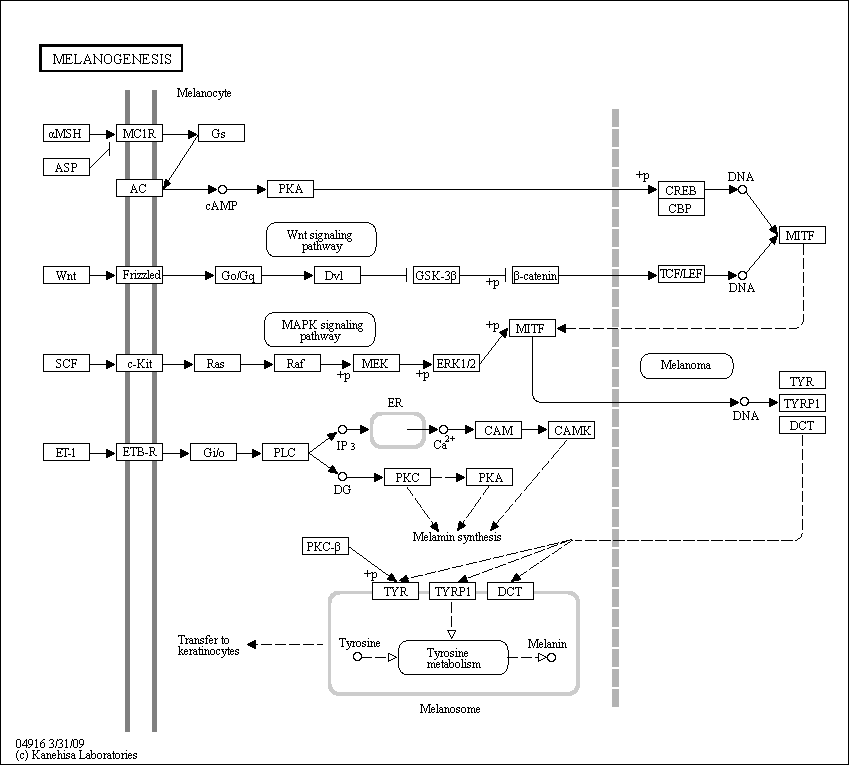 MELANOGENESIS
Melanocyte
αMSH
MC1R
Gs
ASP
AC
cAMP
PKA
+p
CREB
CBP
DNA
MITF
Wnt signaling
pathway
Wnt
Frizzled
Go/Gq
Dvl
GSK-3β
+p
β-catenin
TCF/LEF
DNA
MAPK signaling
pathway
SCF
c-Kit
Ras
Raf
+p
MEK
+p
ERK1/2
+p
MITF
Melanoma
DNA
TYR
TYRP1
DCT
ET-1
ETB-R
Gi/o
PLC
IP 3
ER
Ca2+
CAM
CAMK
DG
PKC
PKA
Melamin synthesis
PKC-β
+p
TYR
TYRP1
DCT
Transfer to
keratinocytes
Tyrosine
Tyrosine
metabolism
Melanin
Melanosome
04916 3/31/09
(c) Kanehisa Laboratories